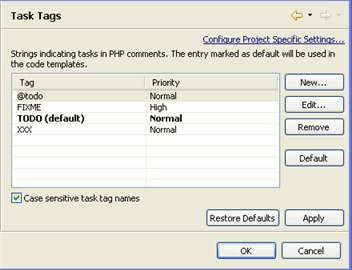 Task Tags
Configure Project Specific Settings...
Strings indicating tasks in PHP comments. The entry marked as default will be used in
the code templates.
Tag Priority
@todo Normal
FIXME High
TODO (default) Normal
XXX Normal
New...
Edit...
Remove
Default
Case sensitive task tag names
Restore Defaults Apply
OK Cancel